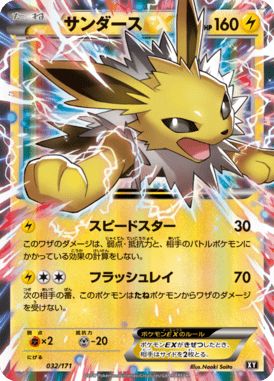 たね サンダース EX HP160
スピードスター 30
このワザのダメージは、弱点・抵抗力と、相手のバトルポケモンに
かかっている効果の計算をしない。
フラッシュレイ 70
次の相手の番、このポケモンはたねポケモンからワザの
ダメージを受けない。
弱点 ×2 抵抗力 -20
ポケモンEXのルール
ポケモンEXがきぜつしたとき、
相手はサイドを2枚とる。
にげる
032/171 Illus.Naoki Saito XY